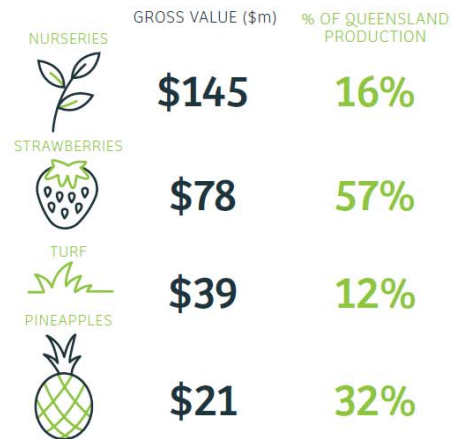 GROSS VALUE ($m)
% OF QUEENSLAND
PRODUCTION
NURSERIES
$145
16%
STRAWBERRIES
$78
57%
TURF
$39
12%
PINEAPPLES
$21
32%